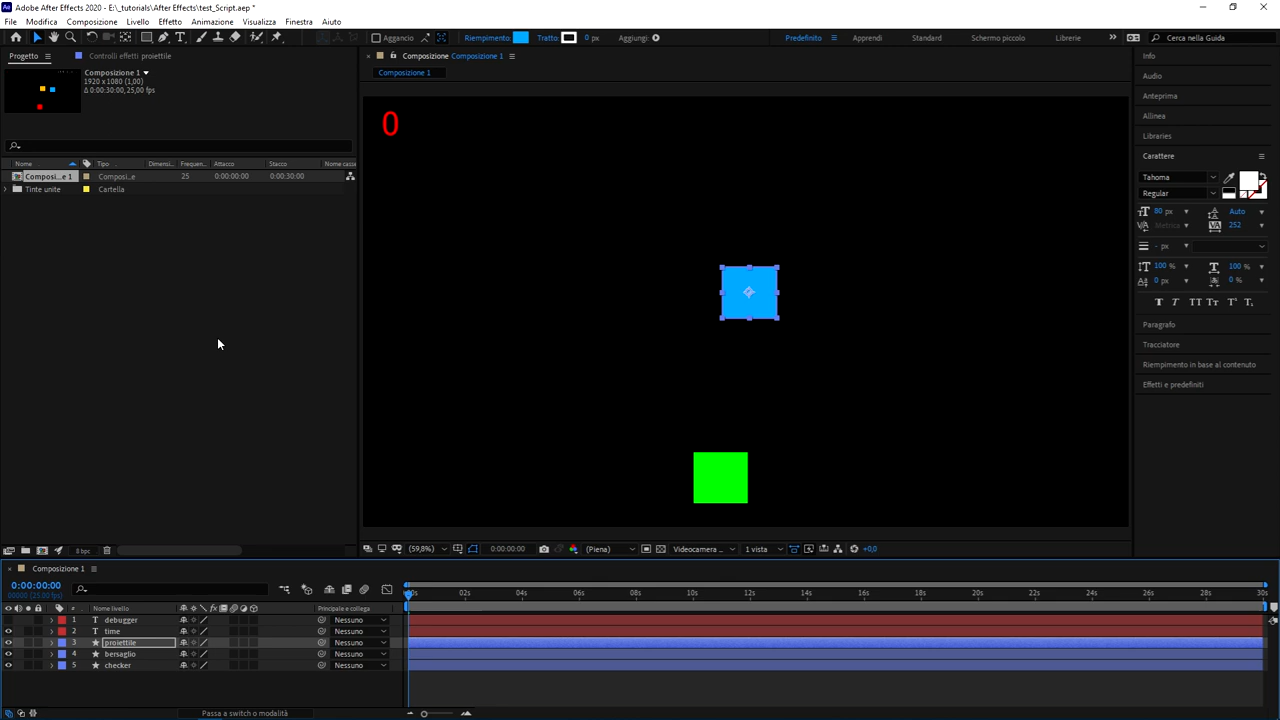 Adobe After Effects 2020 - E:\_tutorials\After Effects\test_Script.aep *
File Modifica Composizione Livello Effetto Animazione Visualizza Finestra Aiuto
Agganciо Riempimento: Tratto: 0 px Aggiungi: Predefinito Apprendi Standard Schermo piccolo Librerie Cerca nella Guida
Progetto Controlli effetti proiettile
Composizione Composizione 1
Composizione 1
Composizione 1
1920 x 1080 (1,00)
Δ 0:00:30:00, 25,00 fps
Nome Tipo Dimensi.. Frequen.. Attacco Stacco Nome casse
Composi...e 1 Composi...e 25 0:00:00:00 0:00:30:00
Tinte unite Cartella
8 bpc
0
(59,8%) 0:00:00:00 (Piena) Videocamera ... 1 vista +0,0
Info
Audio
Anteprima
Allinea
Libraries
Carattere
Tahoma
Regular
80 px Auto
Metrica 252
- px
100 % 100 %
0 px 0 %
Paragrafo
Tracciatore
Riempimento in base al contenuto
Effetti e predefiniti
Composizione 1
0:00:00:00
00000 (25.00 fps)
# Nome livello Principale e collega
00s 02s 04s 06s 08s 10s 12s 14s 16s 18s 20s 22s 24s 26s 28s 30s
1 T debugger Nessuno
2 T time Nessuno
3 proiettile Nessuno
4 bersaglio Nessuno
5 checker Nessuno
Passa a switch o modalità